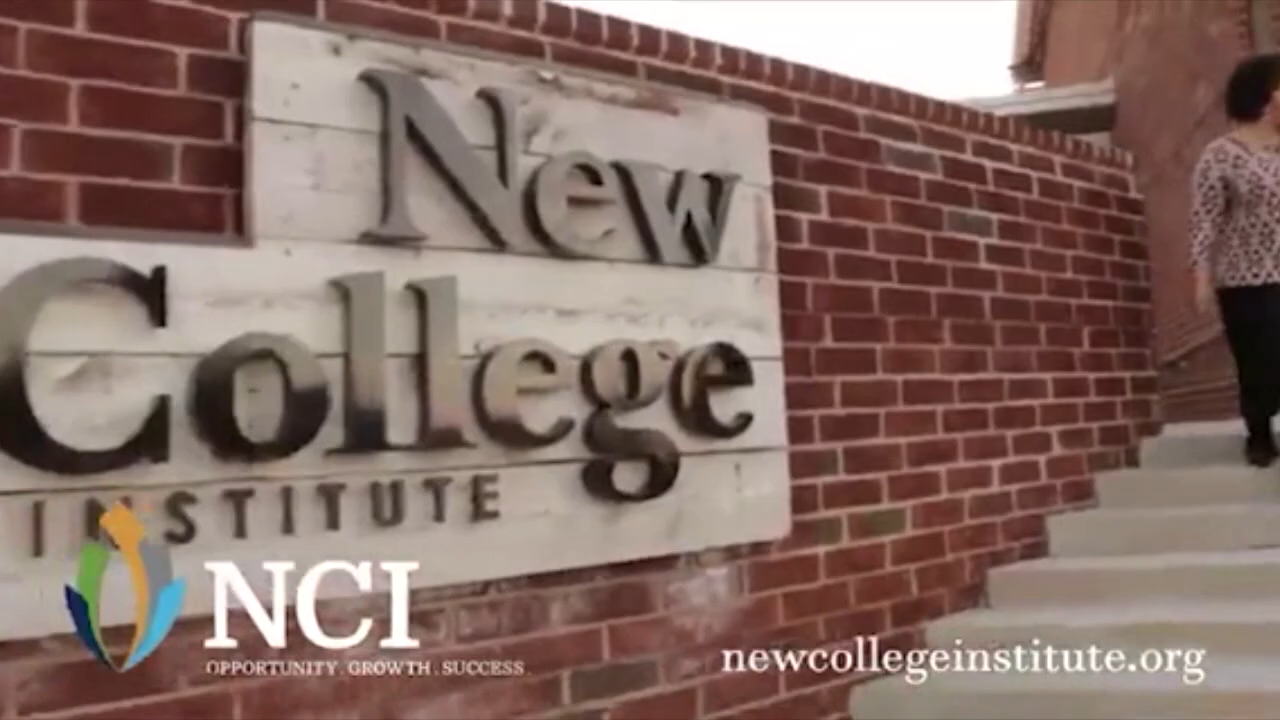 New
College
INSTITUTE
NCI
OPPORTUNITY. GROWTH. SUCCESS.
newcollegeinstitute.org